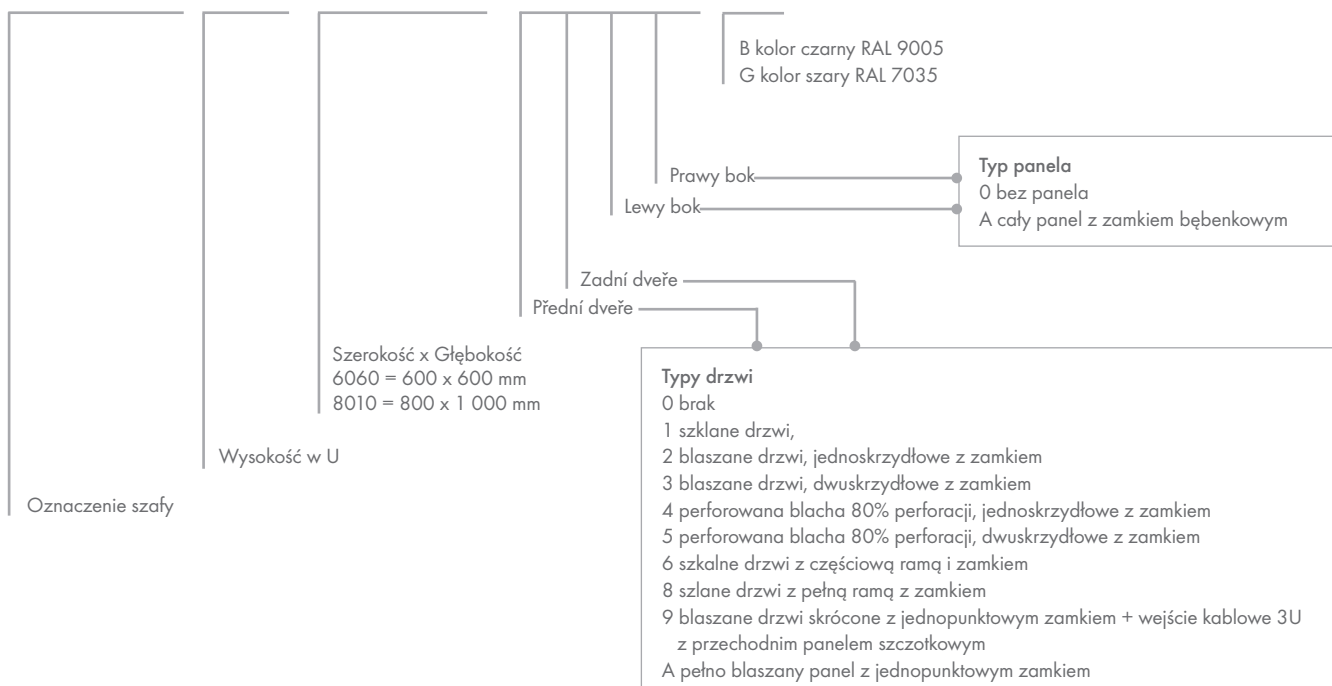 B kolor czarny RAL 9005
G kolor szary RAL 7035
Typ panela
0 bez panela
A cały panel z zamkiem bębenkowym
Prawy bok
Lewy bok
Zadní dveře
Přední dveře
Szerokość x Głębokość
6060 = 600 x 600 mm
8010 = 800 x 1 000 mm
Wysokość w U
Oznaczenie szafy
Typy drzwi
0 brak
1 szklane drzwi,
2 blaszane drzwi, jednoskrzydłowe z zamkiem
3 blaszane drzwi, dwuskrzydłowe z zamkiem
4 perforowana blacha 80% perforacji, jednoskrzydłowe z zamkiem
5 perforowana blacha 80% perforacji, dwuskrzydłowe z zamkiem
6 szkalne drzwi z częściową ramą i zamkiem
8 szlane drzwi z pełną ramą z zamkiem
9 blaszane drzwi skrócone z jednopunktowym zamkiem + wejście kablowe 3U
z przechodnim panelem szczotkowym
A pełno blaszany panel z jednopunktowym zamkiem